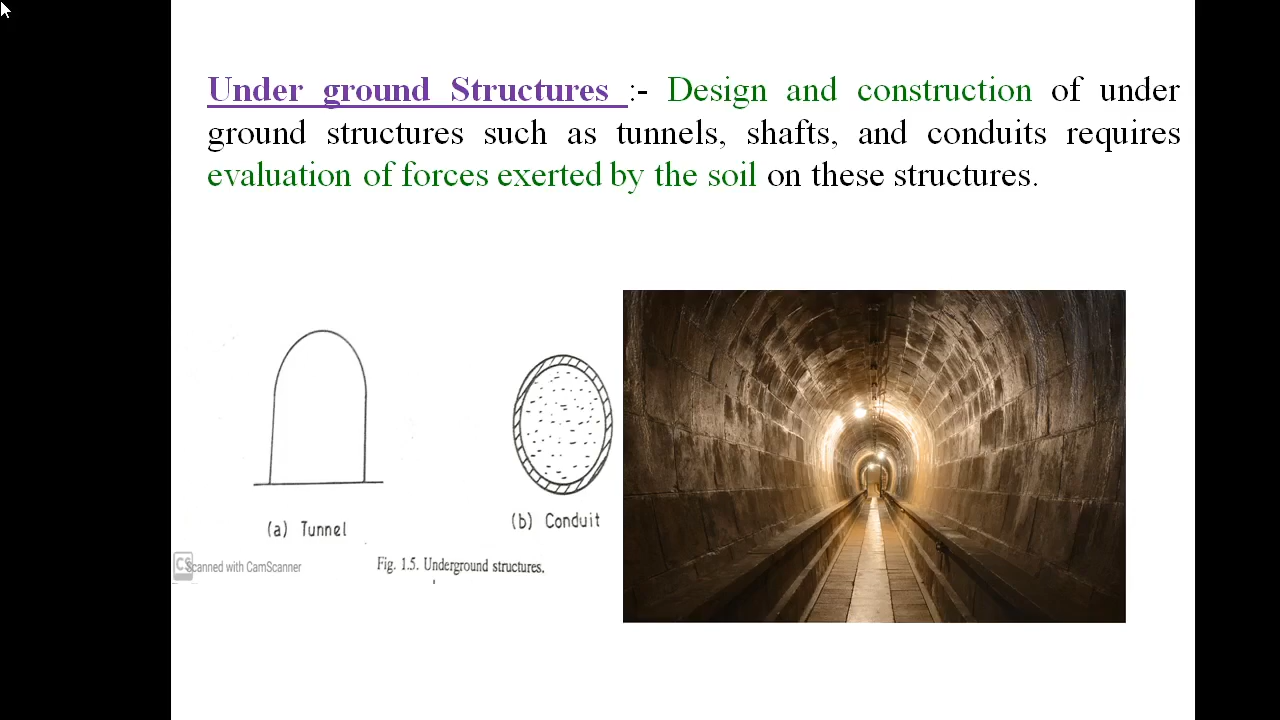 Under ground Structures :- Design and construction of under
ground structures such as tunnels, shafts, and conduits requires
evaluation of forces exerted by the soil on these structures.
(a) Tunnel
(b) Conduit
CS Scanned with CamScanner
Fig. 1.5. Underground structures.